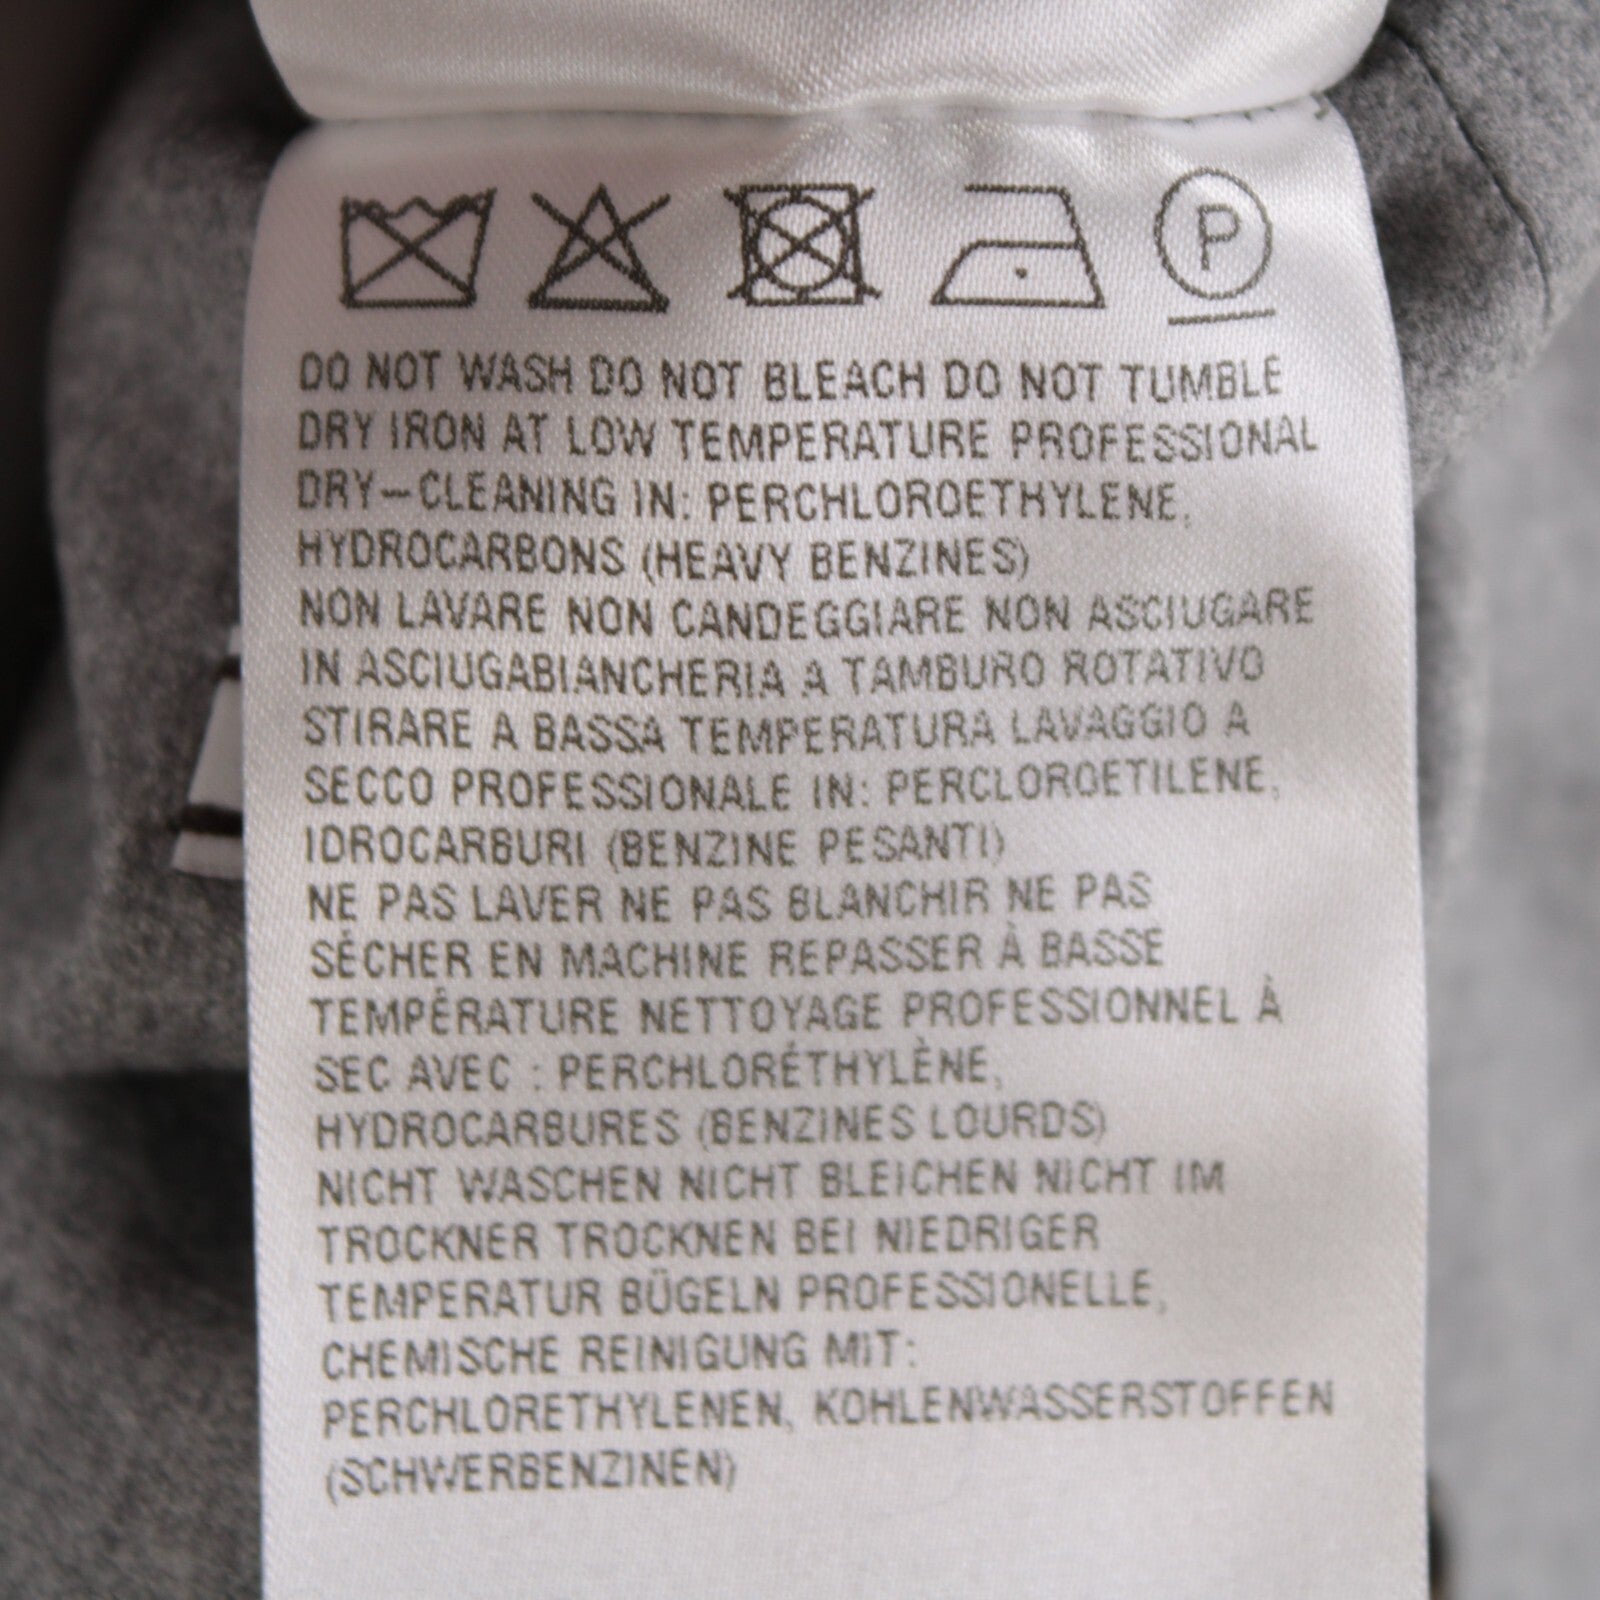 P
DO NOT WASH DO NOT BLEACH DO NOT TUMBLE
DRY IRON AT LOW TEMPERATURE PROFESSIONAL
DRY-CLEANING IN: PERCHLOROETHYLENE,
HYDROCARBONS (HEAVY BENZINES)
NON LAVARE NON CANDEGGIARE NON ASCIUGARE
IN ASCIUGABIANCHERIA A TAMBURO ROTATIVO
STIRARE A BASSA TEMPERATURA LAVAGGIO A
SECCO PROFESSIONALE IN: PERCLOROETILENE,
IDROCARBURI (BENZINE PESANTI)
NE PAS LAVER NE PAS BLANCHIR NE PAS
SÉCHER EN MACHINE REPASSER À BASSE
TEMPÉRATURE NETTOYAGE PROFESSIONNEL À
SEC AVEC : PERCHLORÉTHYLÈNE,
HYDROCARBURES (BENZINES LOURDS)
NICHT WASCHEN NICHT BLEICHEN NICHT IM
TROCKNER TROCKNEN BEI NIEDRIGER
TEMPERATUR BÜGELN PROFESSIONELLE,
CHEMISCHE REINIGUNG MIT:
PERCHLORETHYLENEN, KOHLENWASSERSTOFFEN
(SCHWERBENZINEN)